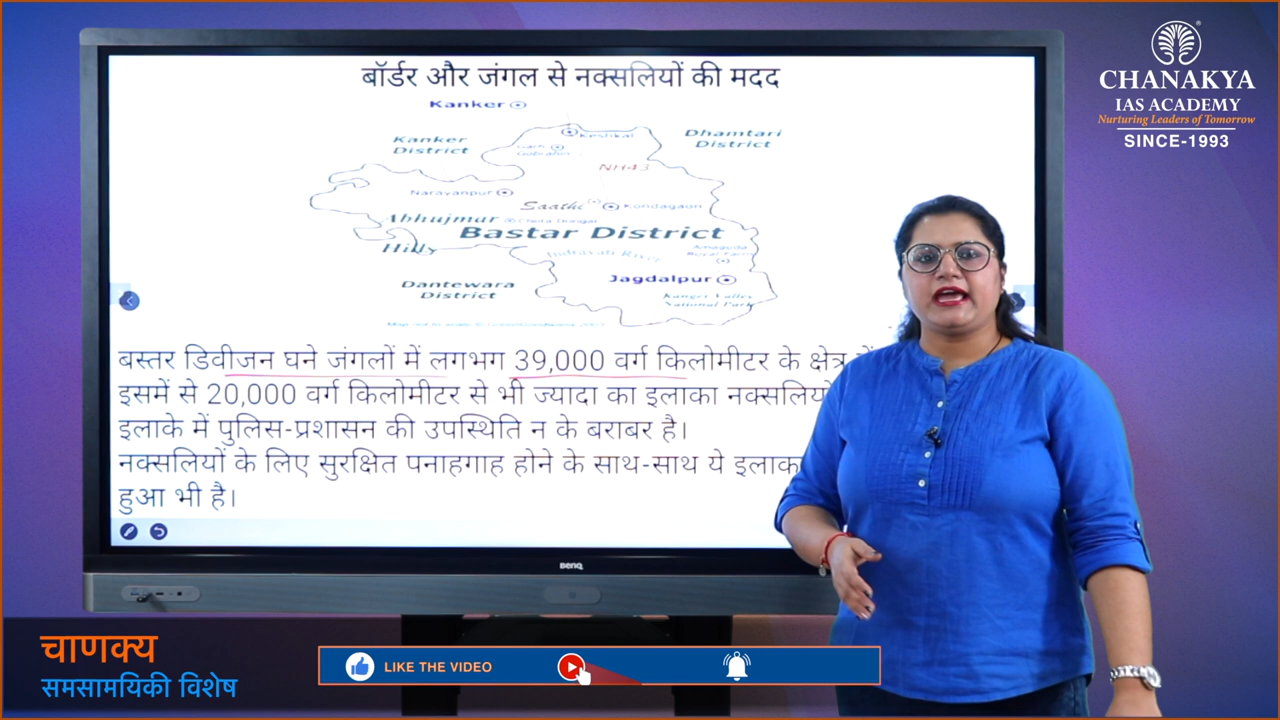 बॉर्डर और जंगल से नक्सलियों की मदद
Kanker
Kanker
District
Dhamtari
District
Keshkal
NH43
Narayanpur
Saathi
Kondagaon
Abhujmar
Hills
Bastar District
Indravati River
Jagdalpur
Dantewara
District
Kanger Valley
National Park
बस्तर डिवीजन घने जंगलों में लगभग 39,000 वर्ग किलोमीटर के क्षेत्र
इसमें से 20,000 वर्ग किलोमीटर से भी ज्यादा का इलाका
इलाके में पुलिस-प्रशासन की उपस्थिति न के बराबर है।
नक्सलियों के लिए सुरक्षित पनाहगाह होने के साथ-साथ ये
हुआ भी है।
BenQ
CHANAKYA
IAS ACADEMY
Nurturing Leaders of Tomorrow
SINCE-1993
चाणक्य
समसामयिकी विशेष
LIKE THE VIDEO